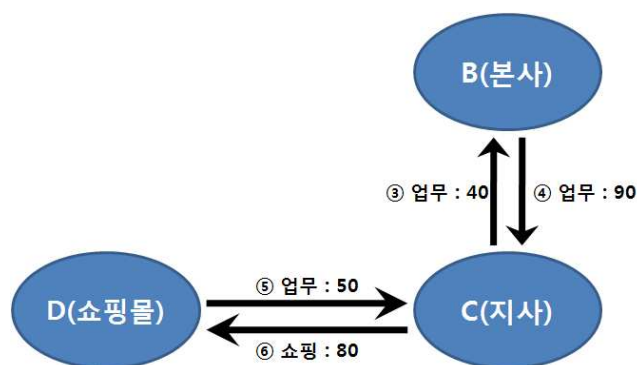 B(본사)
③ 업무 : 40
④ 업무 : 90
⑤ 업무 : 50
D(쇼핑몰)
C(지사)
⑥ 쇼핑 : 80